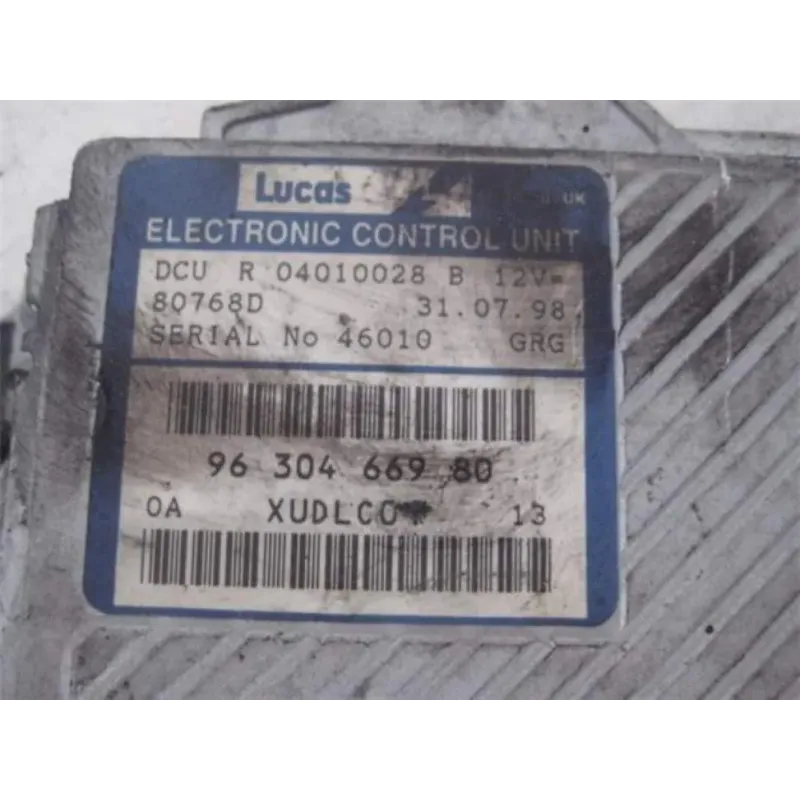 Lucas
UK
ELECTRONIC CONTROL UNIT
DCU R 04010028 B 12V=
80768D 31.07.98
SERIAL No 46010 GRG
96 304 669 80
0A 13